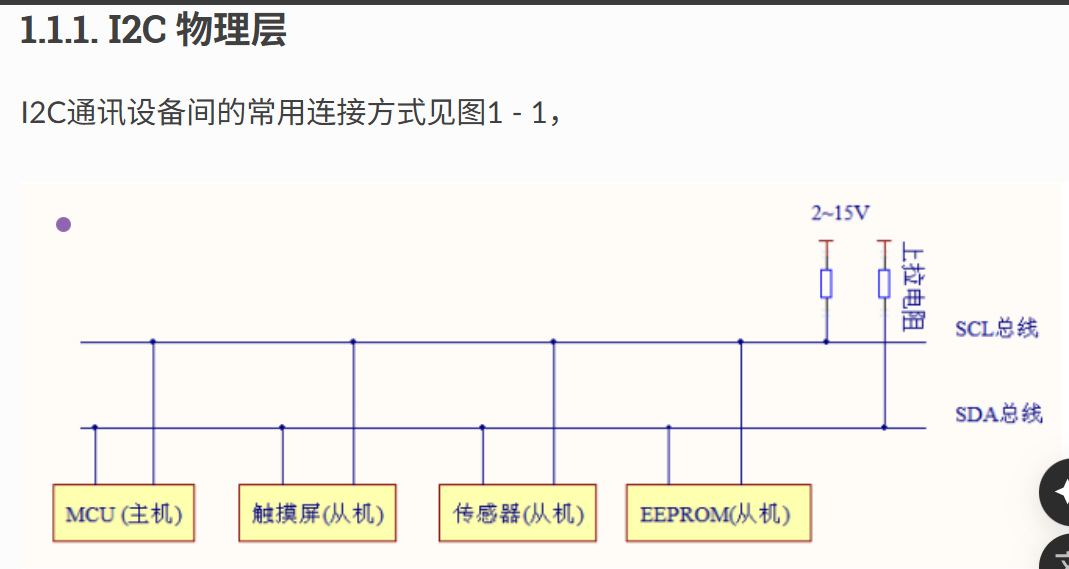 1.1.1. I2C 物理层
I2C通讯设备间的常用连接方式见图1 - 1，
2~15V
上拉电阻
SCL总线
SDA总线
MCU (主机)
触摸屏(从机)
传感器(从机)
EEPROM(从机)